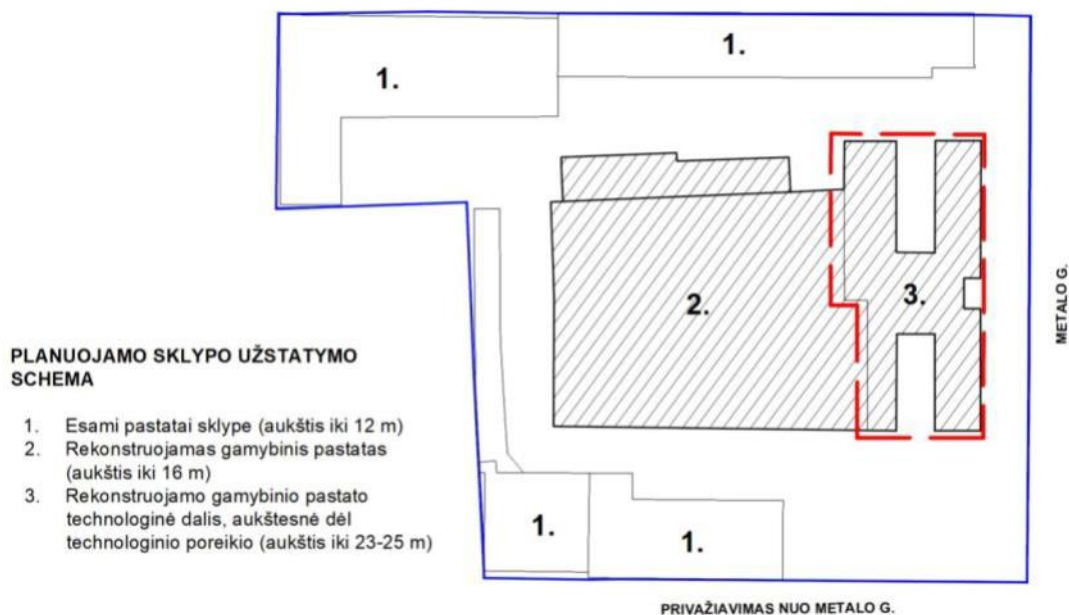 1.
1.
2.
3.
METALO G.
PLANUOJAMO SKLYPO UŽSTATYMO
SCHEMA
1. Esami pastatai sklype (aukštis iki 12 m)
2. Rekonstruojamas gamybinis pastatas
(aukštis iki 16 m)
3. Rekonstruojamo gamybinio pastato
technologinė dalis, aukštesnė dėl
technologinio poreikio (aukštis iki 23-25 m)
1.
1.
PRIVAŽIAVIMAS NUO METALO G.